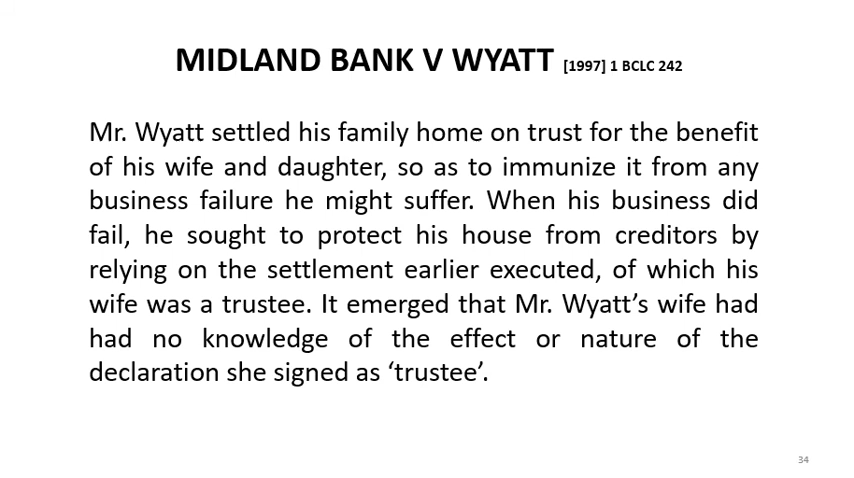 MIDLAND BANK V WYATT [1997] 1 BCLC 242
Mr. Wyatt settled his family home on trust for the benefit
of his wife and daughter, so as to immunize it from any
business failure he might suffer. When his business did
fail, he sought to protect his house from creditors by
relying on the settlement earlier executed, of which his
wife was a trustee. It emerged that Mr. Wyatt’s wife had
had no knowledge of the effect or nature of the
declaration she signed as ‘trustee’.
34